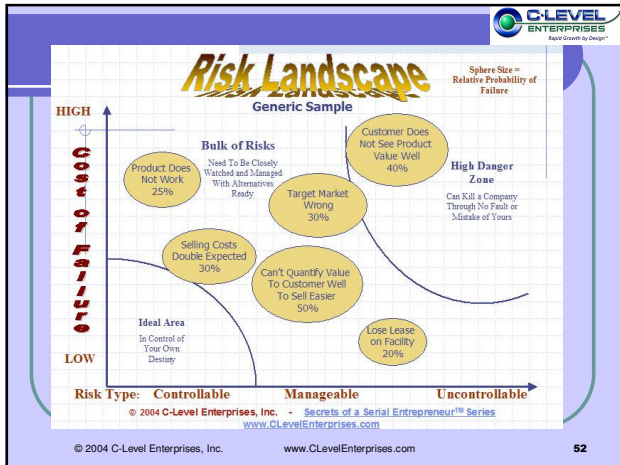 C-LEVEL
ENTERPRISES
Rapid Growth by Design™
Risk Landscape
Generic Sample
Sphere Size =
Relative Probability of
Failure
HIGH
Cost of Failure
LOW
Product Does
Not Work
25%
Bulk of Risks
Need To Be Closely
Watched and Managed
With Alternatives
Ready
Customer Does
Not See Product
Value Well
40%
High Danger
Zone
Can Kill a Company
Through No Fault or
Mistake of Yours
Target Market
Wrong
30%
Selling Costs
Double Expected
30%
Can't Quantify Value
To Customer Well
To Sell Easier
50%
Ideal Area
In Control of
Your Own
Destiny
Lose Lease
on Facility
20%
Risk Type: Controllable Manageable Uncontrollable
© 2004 C-Level Enterprises, Inc. - Secrets of a Serial Entrepreneur™ Series
www.CLevelEnterprises.com
© 2004 C-Level Enterprises, Inc. www.CLevelEnterprises.com 52